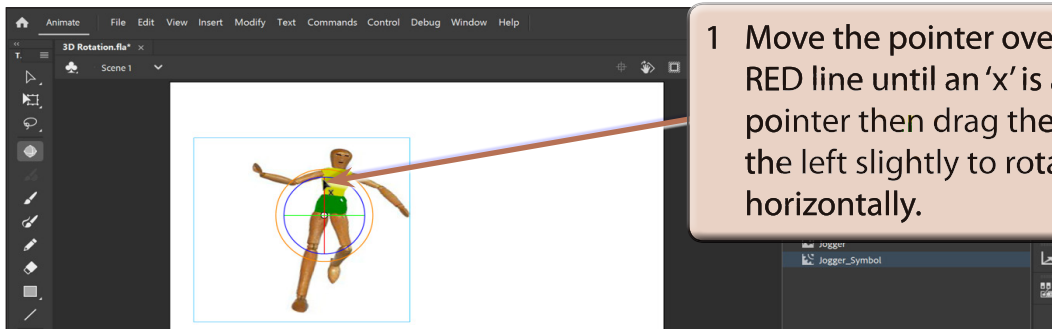 Animate File Edit View Insert Modify Text Commands Control Debug Window Help
3D Rotation.fla* ×
T.
Scene 1
x
1 Move the pointer ove
RED line until an ‘x’ is
pointer then drag the
the left slightly to rota
horizontally.
Jogger
Jogger_Symbol